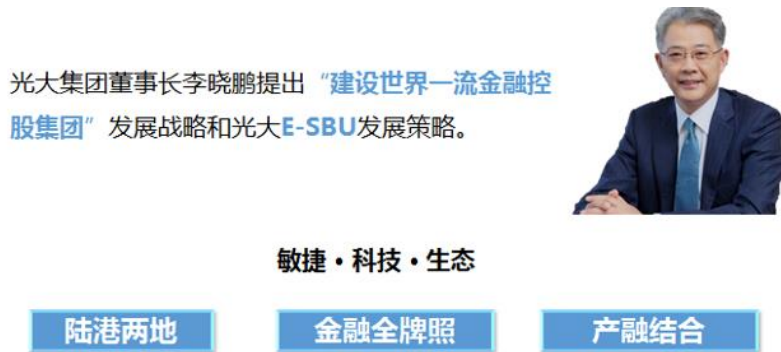 光大集团董事长李晓鹏提出“建设世界一流金融控
股集团”发展战略和光大E-SBU发展策略。
敏捷·科技·生态
陆港两地 金融全牌照 产融结合